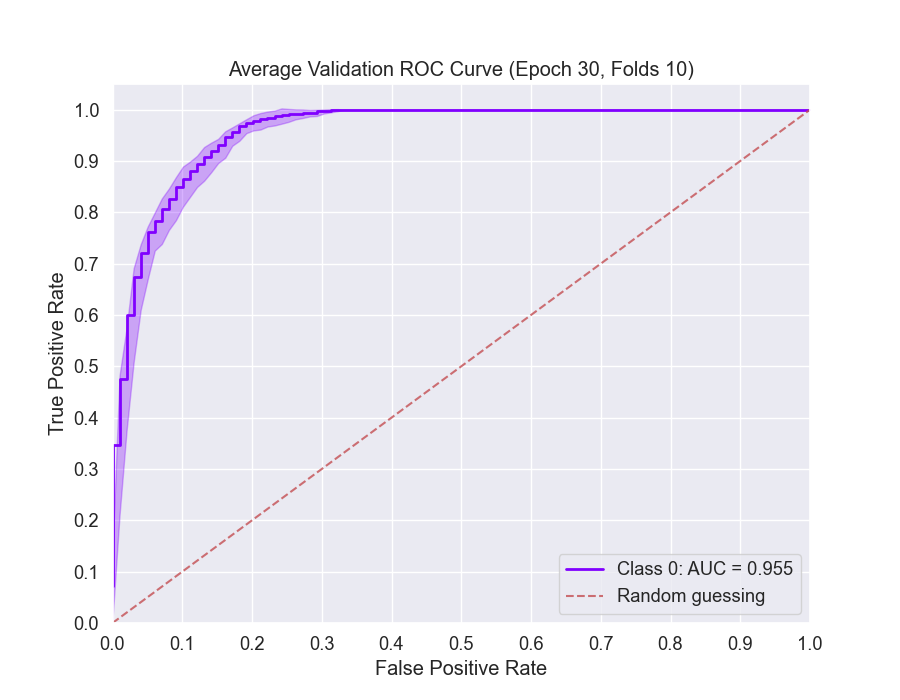 Average Validation ROC Curve (Epoch 30, Folds 10)
True Positive Rate
1.0
0.9
0.8
0.7
0.6
0.5
0.4
0.3
0.2
0.1
0.0
Class 0: AUC = 0.955
Random guessing
0.0 0.1 0.2 0.3 0.4 0.5 0.6 0.7 0.8 0.9 1.0
False Positive Rate